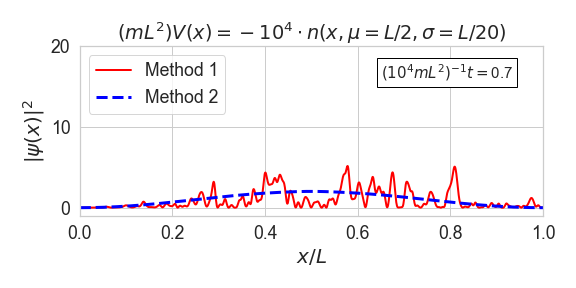 (mL²)V(x) = −10⁴ · n(x, μ = L/2, σ = L/20)
|ψ(x)|²
20
10
0
Method 1
Method 2
(10⁴mL²)⁻¹t = 0.7
0.0 0.2 0.4 0.6 0.8 1.0
x/L